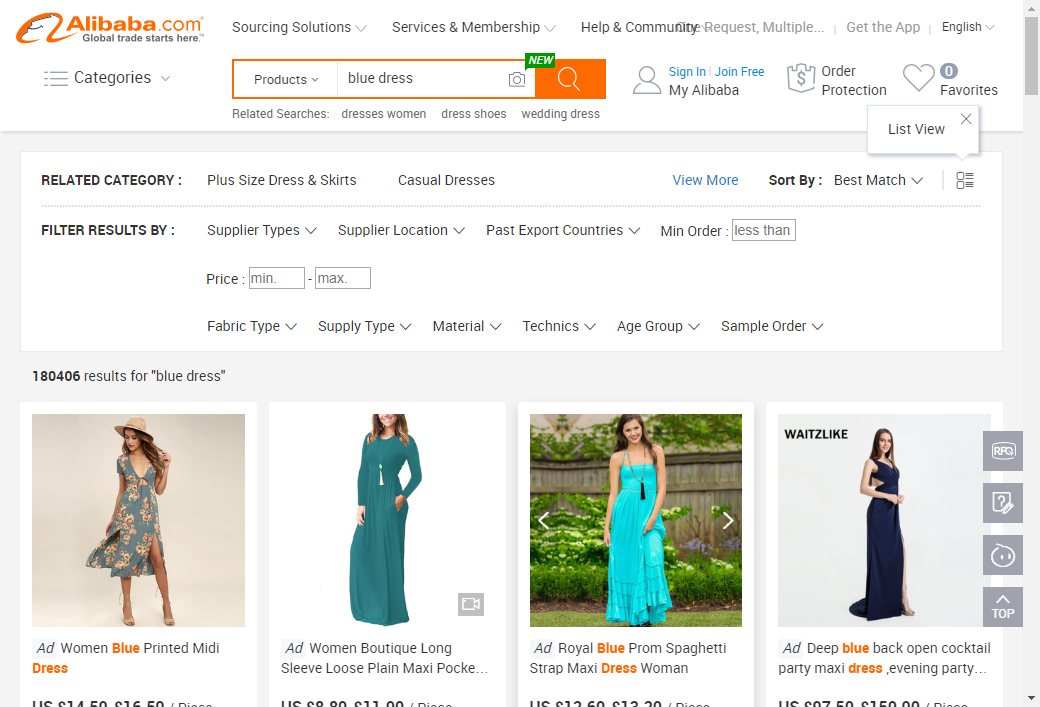 Alibaba.com
Global trade starts here.™
Sourcing Solutions
Services & Membership
Help & Community
One Request, Multiple...
Get the App
English
Categories
Products
blue dress
NEW
Sign In | Join Free
My Alibaba
Order
Protection
0
Favorites
Related Searches: dresses women dress shoes wedding dress
List View
RELATED CATEGORY : Plus Size Dress & Skirts Casual Dresses View More Sort By : Best Match
FILTER RESULTS BY : Supplier Types Supplier Location Past Export Countries Min Order : less than
Price : min. - max.
Fabric Type Supply Type Material Technics Age Group Sample Order
180406 results for "blue dress"
WAITZLIKE
RFQ
TOP
Ad Women Blue Printed Midi
Dress
Ad Women Boutique Long
Sleeve Loose Plain Maxi Pocke...
Ad Royal Blue Prom Spaghetti
Strap Maxi Dress Woman
Ad Deep blue back open cocktail
party maxi dress ,evening party...
US $14.50-$16.50 / Piece
US $8.80-$11.00 / Piece
US $12.60-$13.20 / Piece
US $97.50-$150.00 / Piece